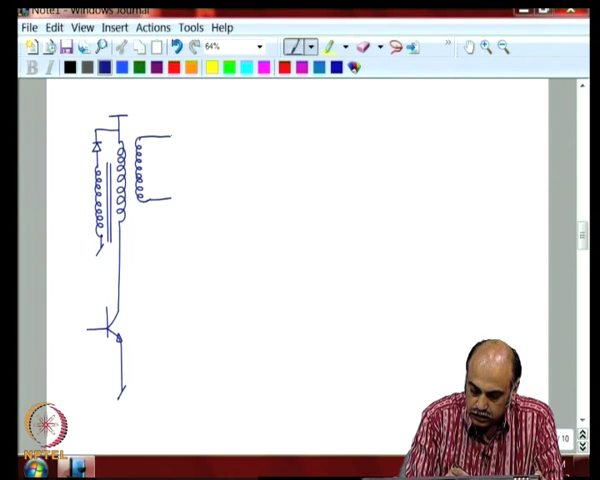 Note1 - Windows Journal
File Edit View Insert Actions Tools Help
64%
B I
/ 10
NPTEL